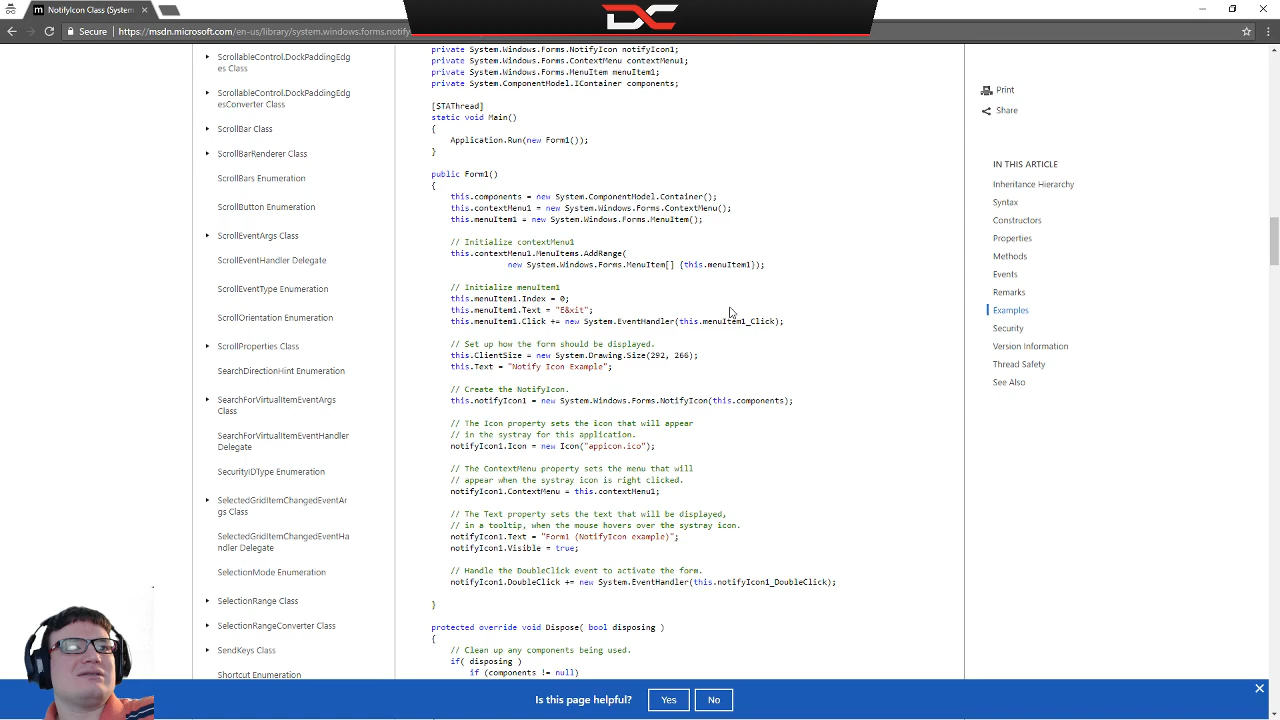 NotifyIcon Class (System
Secure
https://msdn.microsoft.com/en-us/library/system.windows.forms.notify
DC
ScrollableControl.DockPaddingEdg
es Class
ScrollableControl.DockPaddingEdg
esConverter Class
ScrollBar Class
ScrollBarRenderer Class
ScrollBars Enumeration
ScrollButton Enumeration
ScrollEventArgs Class
ScrollEventHandler Delegate
ScrollEventType Enumeration
ScrollOrientation Enumeration
ScrollProperties Class
SearchDirectionHint Enumeration
SearchForVirtualItemEventArgs
Class
SearchForVirtualItemEventHandler
Delegate
SecurityIDType Enumeration
SelectedGridItemChangedEventAr
gs Class
SelectedGridItemChangedEventHa
ndler Delegate
SelectionMode Enumeration
SelectionRange Class
SelectionRangeConverter Class
SendKeys Class
Shortcut Enumeration
private System.Windows.Forms.NotifyIcon notifyIcon1;
private System.Windows.Forms.ContextMenu contextMenu1;
private System.Windows.Forms.MenuItem menuItem1;
private System.ComponentModel.IContainer components;
[STAThread]
static void Main()
{
Application.Run(new Form1());
}
public Form1()
{
this.components = new System.ComponentModel.Container();
this.contextMenu1 = new System.Windows.Forms.ContextMenu();
this.menuItem1 = new System.Windows.Forms.MenuItem();
// Initialize contextMenu1
this.contextMenu1.MenuItems.AddRange(
new System.Windows.Forms.MenuItem[] {this.menuItem1});
// Initialize menuItem1
this.menuItem1.Index = 0;
this.menuItem1.Text = "E&xit";
this.menuItem1.Click += new System.EventHandler(this.menuItem1_Click);
// Set up how the form should be displayed.
this.ClientSize = new System.Drawing.Size(292, 266);
this.Text = "Notify Icon Example";
// Create the NotifyIcon.
this.notifyIcon1 = new System.Windows.Forms.NotifyIcon(this.components);
// The Icon property sets the icon that will appear
// in the systray for this application.
notifyIcon1.Icon = new Icon("appicon.ico");
// The ContextMenu property sets the menu that will
// appear when the systray icon is right clicked.
notifyIcon1.ContextMenu = this.contextMenu1;
// The Text property sets the text that will be displayed,
// in a tooltip, when the mouse hovers over the systray icon.
notifyIcon1.Text = "Form1 (NotifyIcon example)";
notifyIcon1.Visible = true;
// Handle the DoubleClick event to activate the form.
notifyIcon1.DoubleClick += new System.EventHandler(this.notifyIcon1_DoubleClick);
}
protected override void Dispose( bool disposing )
{
// Clean up any components being used.
if( disposing )
if (components != null)
Print
Share
IN THIS ARTICLE
Inheritance Hierarchy
Syntax
Constructors
Properties
Methods
Events
Remarks
Examples
Security
Version Information
Thread Safety
See Also
Is this page helpful?
Yes
No